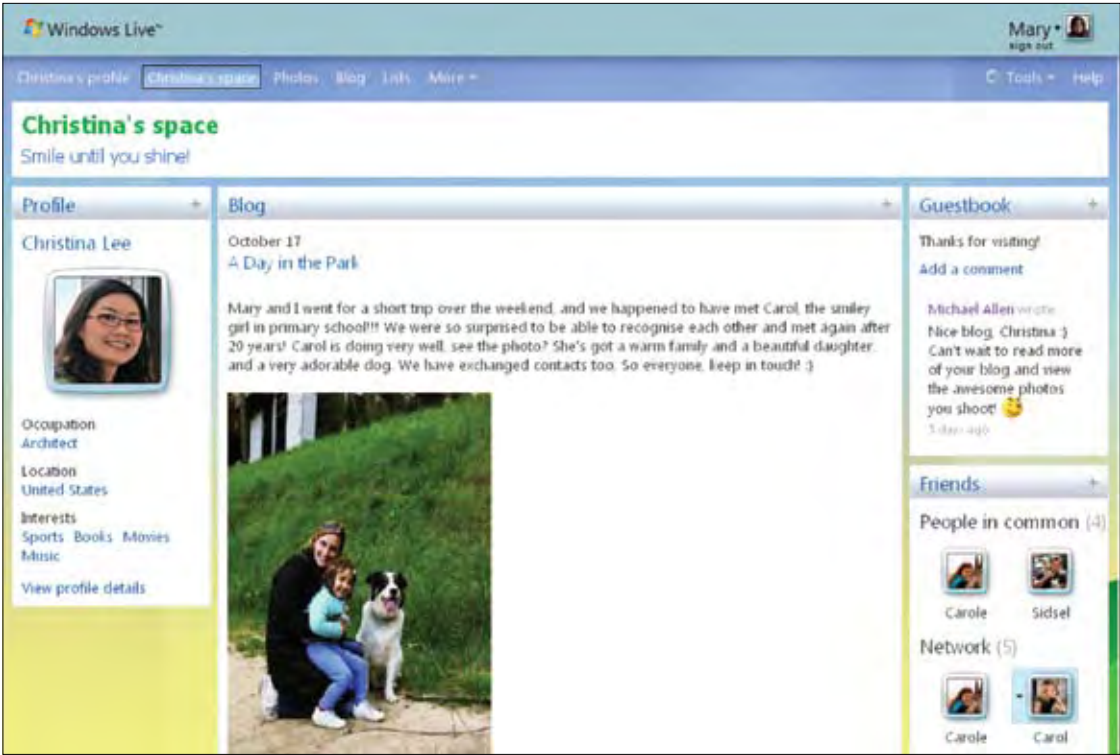 Windows Live™
Mary
sign out
Christina's profile Christina's space Photos Blog Lists More
Tools Help
Christina's space
Smile until you shine!
Profile
Christina Lee
Occupation
Architect
Location
United States
Interests
Sports Books Movies
Music
View profile details
Blog
October 17
A Day in the Park
Mary and I went for a short trip over the weekend, and we happened to have met Carol, the smiley
girl in primary school!!! We were so surprised to be able to recognise each other and met again after
20 years! Carol is doing very well, see the photo? She's got a warm family and a beautiful daughter,
and a very adorable dog. We have exchanged contacts too. So everyone, keep in touch! :)
Guestbook
Thanks for visiting!
Add a comment
Michael Allen wrote
Nice blog, Christina :)
Can't wait to read more
of your blog and view
the awesome photos
you shoot!
3 days ago
Friends
People in common (4)
Carole Sidsel
Network (5)
Carole Carol